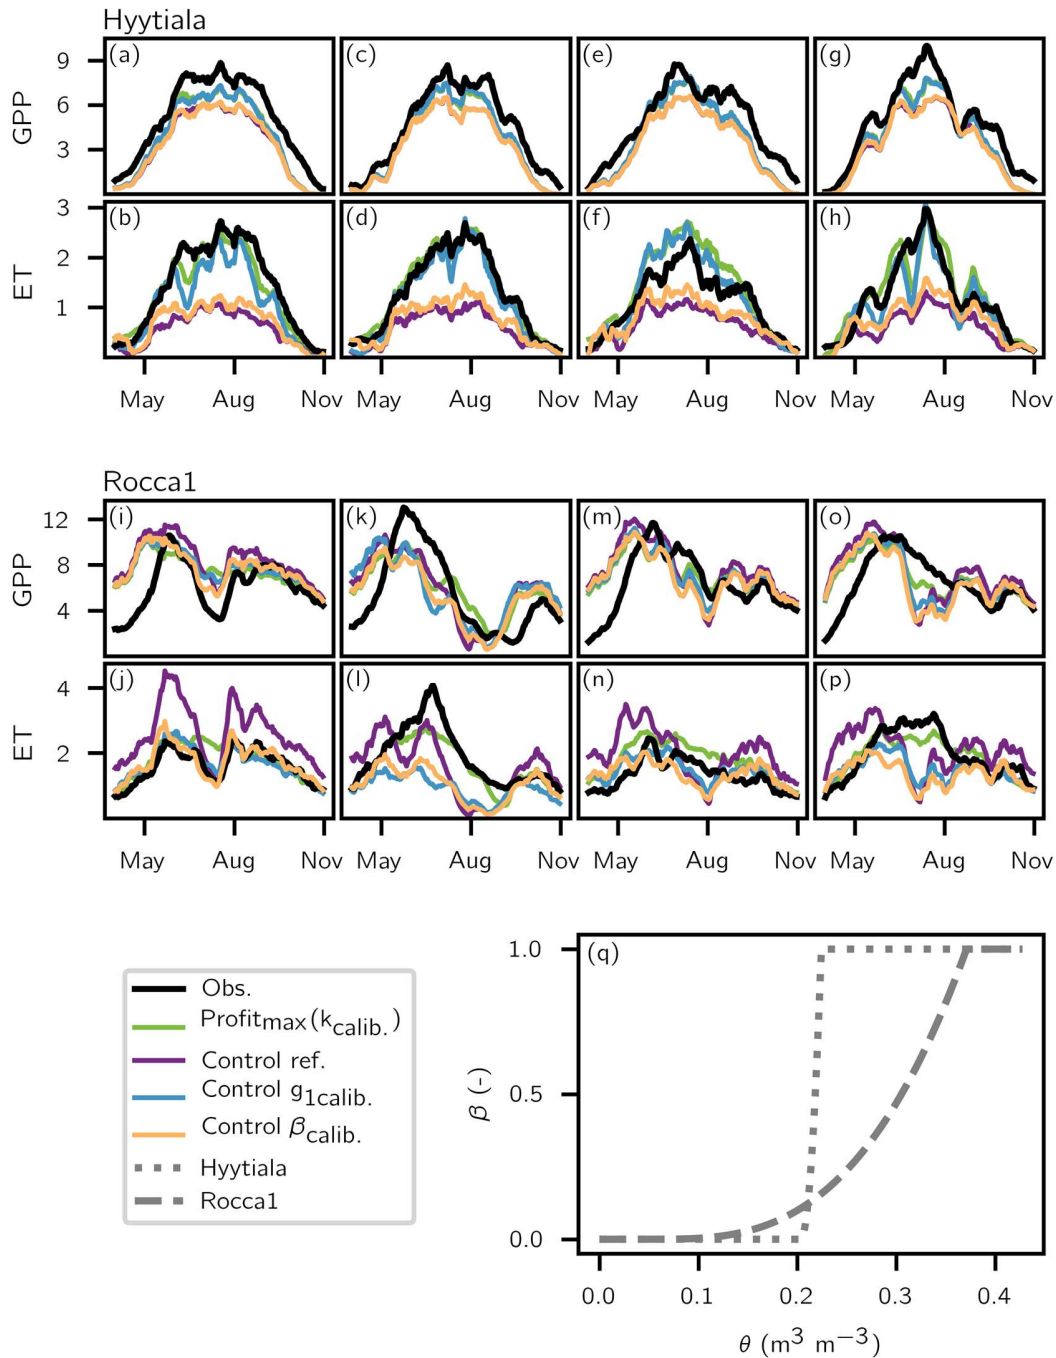 Hyytiala
(a) (c) (e) (g)
9
6
3
GPP
(b) (d) (f) (h)
3
2
1
ET
May Aug Nov May Aug Nov May Aug Nov May Aug Nov
Rocca1
(i) (k) (m) (o)
12
8
4
GPP
(j) (l) (n) (p)
4
2
ET
May Aug Nov May Aug Nov May Aug Nov May Aug Nov
Obs.
Profitmax(kcalib.)
Control ref.
Control g1calib.
Control βcalib.
Hyytiala
Rocca1
(q)
1.0
0.5
0.0
β (-)
0.0 0.1 0.2 0.3 0.4
θ (m3 m−3)